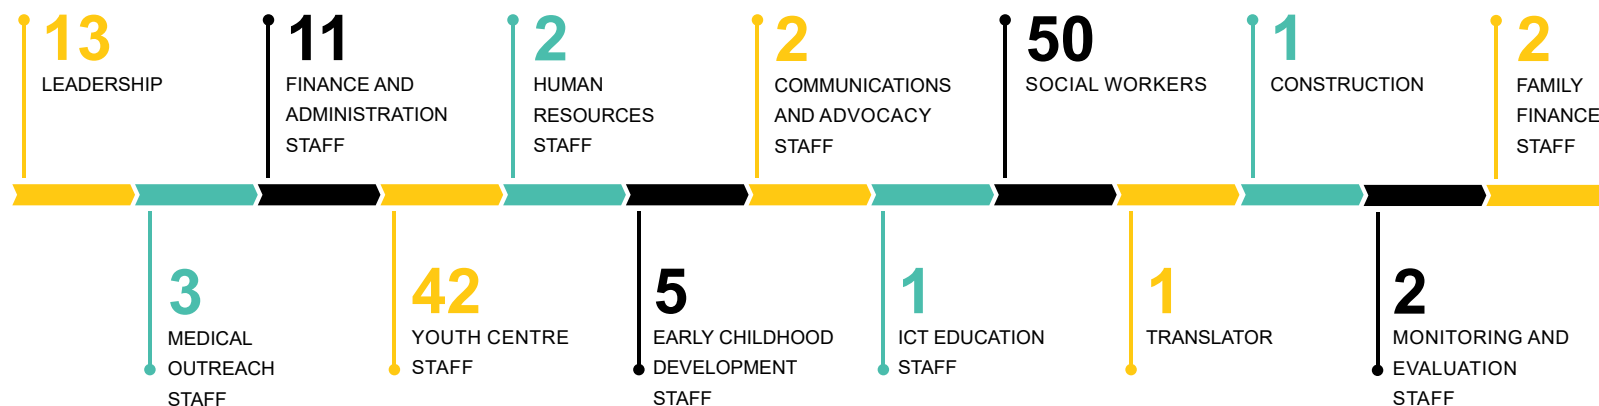 13
LEADERSHIP
11
FINANCE AND
ADMINISTRATION
STAFF
2
HUMAN
RESOURCES
STAFF
2
COMMUNICATIONS
AND ADVOCACY
STAFF
50
SOCIAL WORKERS
1
CONSTRUCTION
2
FAMILY
FINANCE
STAFF
3
MEDICAL
OUTREACH
STAFF
42
YOUTH CENTRE
STAFF
5
EARLY CHILDHOOD
DEVELOPMENT
STAFF
1
ICT EDUCATION
STAFF
1
TRANSLATOR
2
MONITORING AND
EVALUATION
STAFF